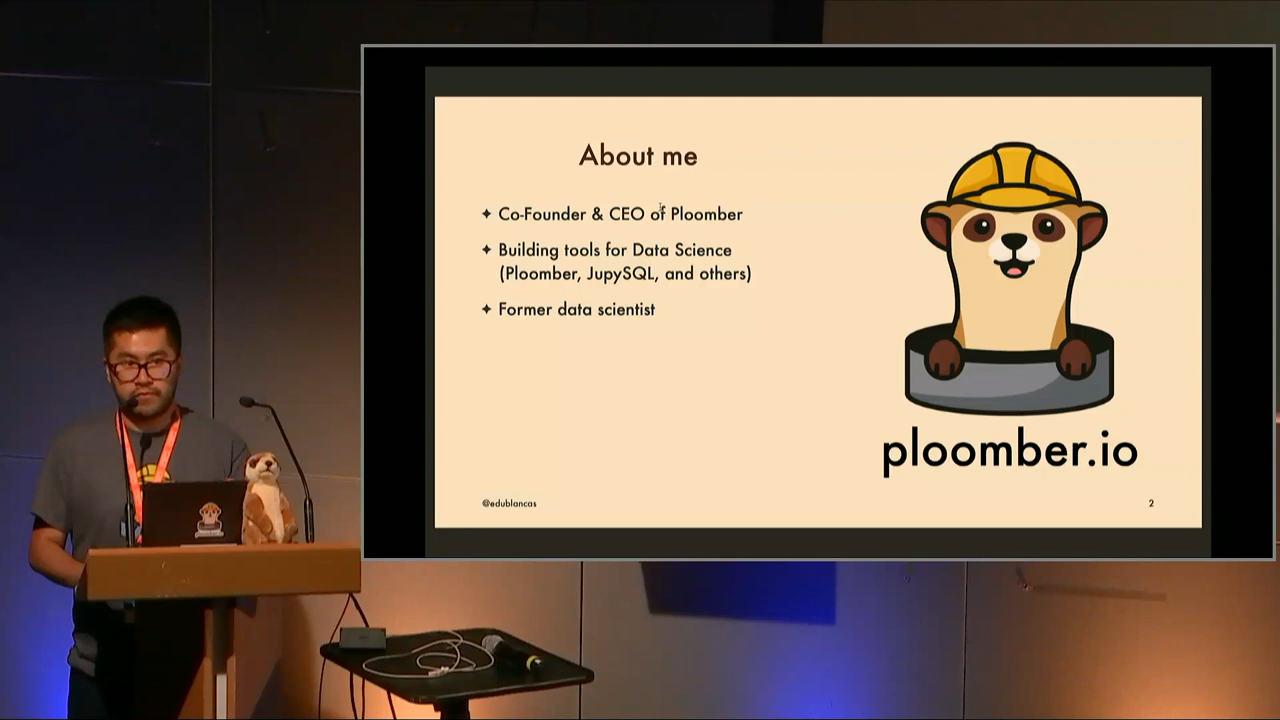 About me
✦ Co-Founder & CEO of Ploomber
✦ Building tools for Data Science
(Ploomber, JupySQL, and others)
✦ Former data scientist
ploomber.io
@edublancas
2